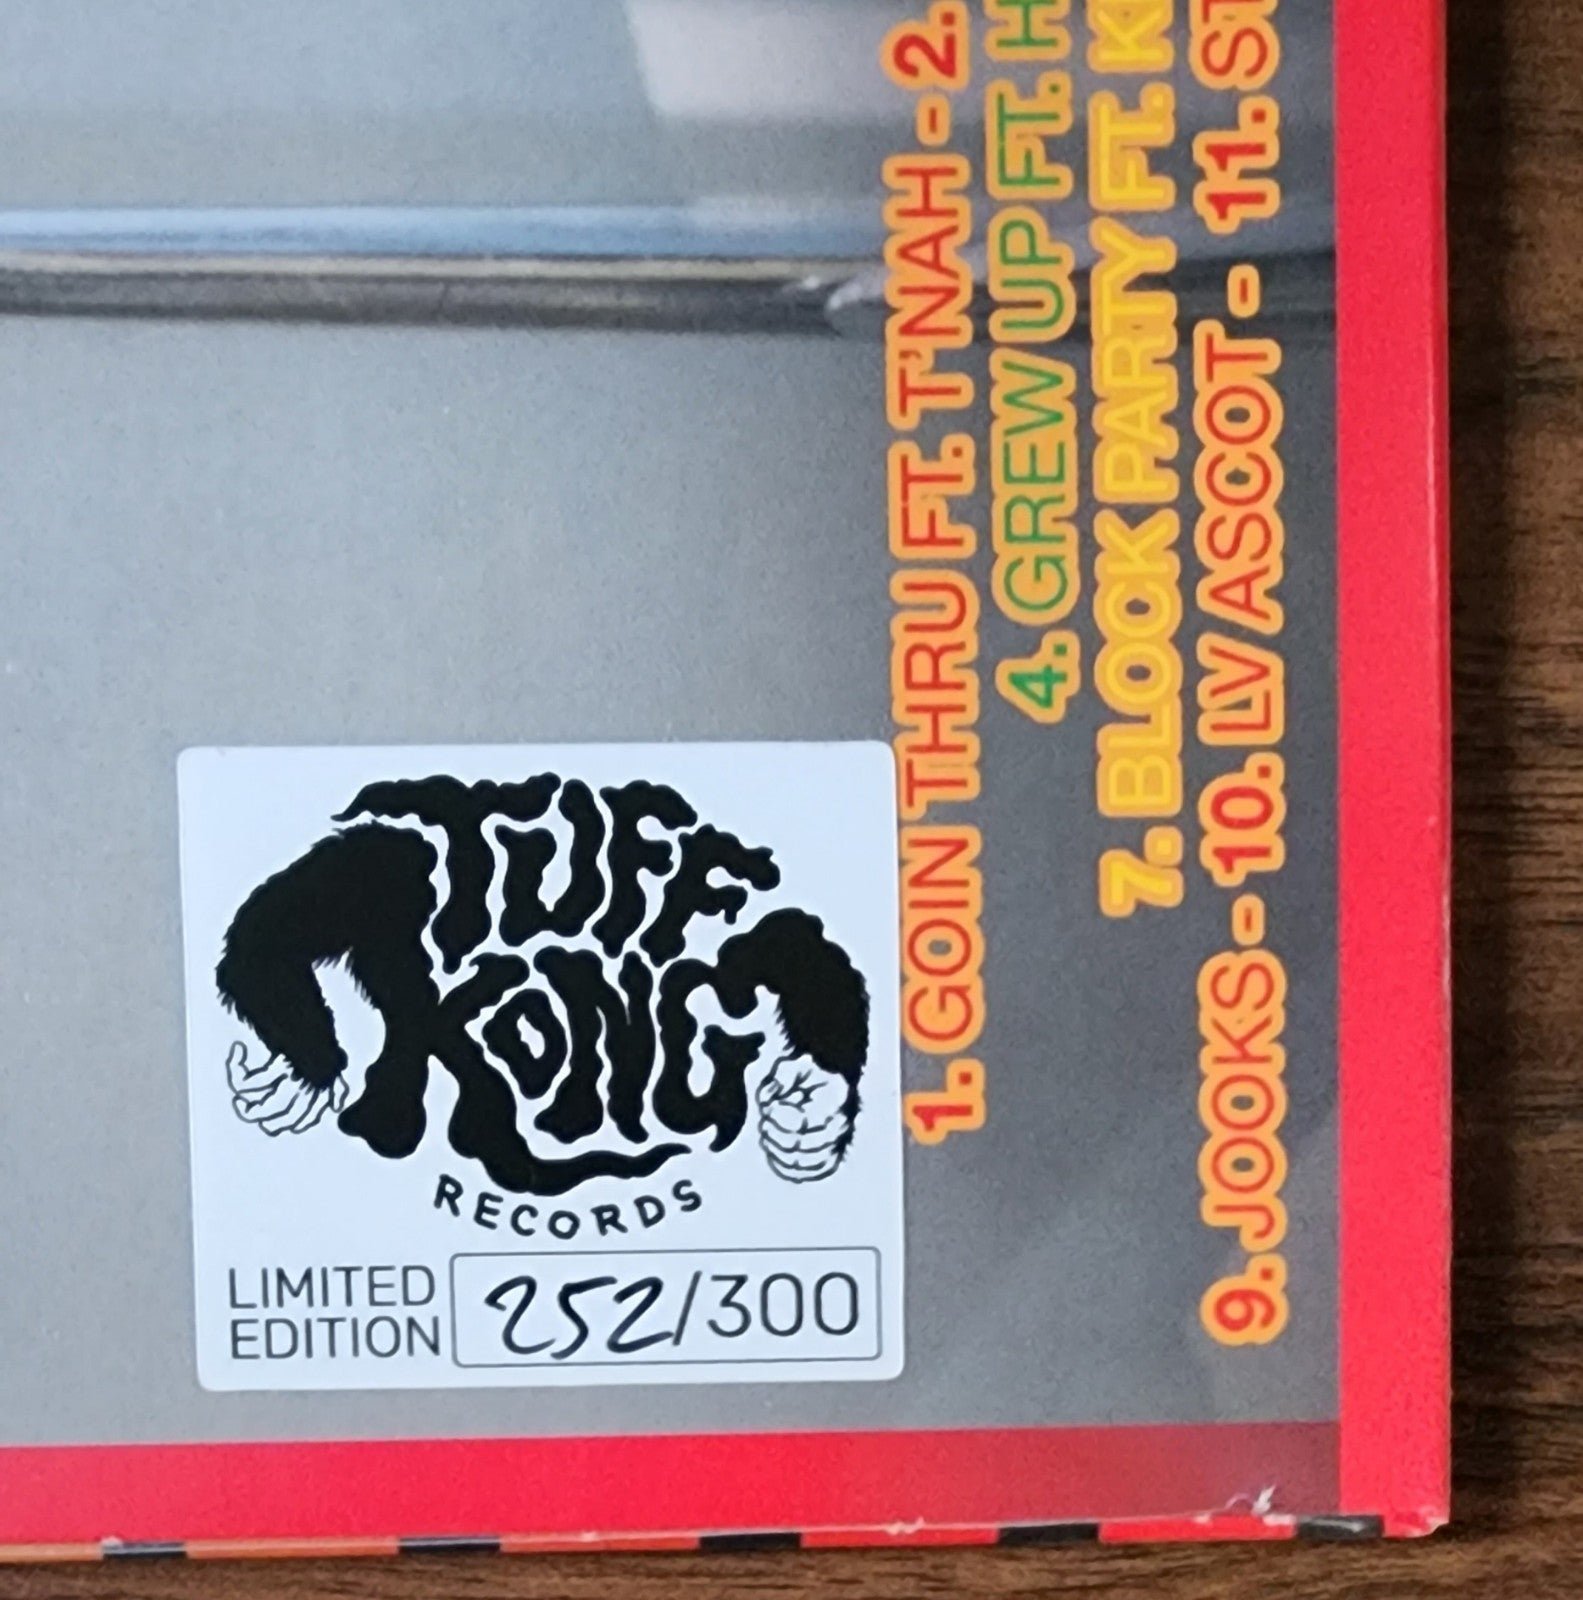 1. GOIN THRU FT. T'NAH - 2.
4. GREW UP FT.
7. BLOCK PARTY FT.
9. JOOKS - 10. LV ASCOT - 11.
TUFF
KONG
RECORDS
LIMITED
EDITION
252/300